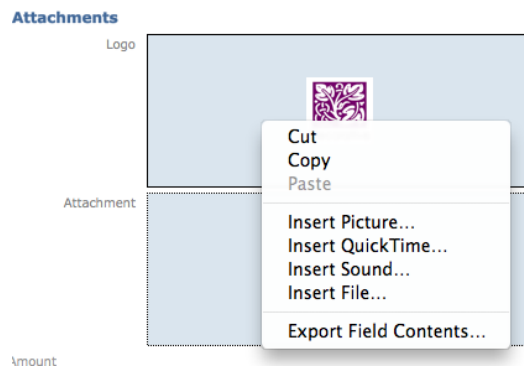 Attachments
Logo
Cut
Copy
Paste
Attachment
Insert Picture...
Insert QuickTime...
Insert Sound...
Insert File...
Export Field Contents...
Amount